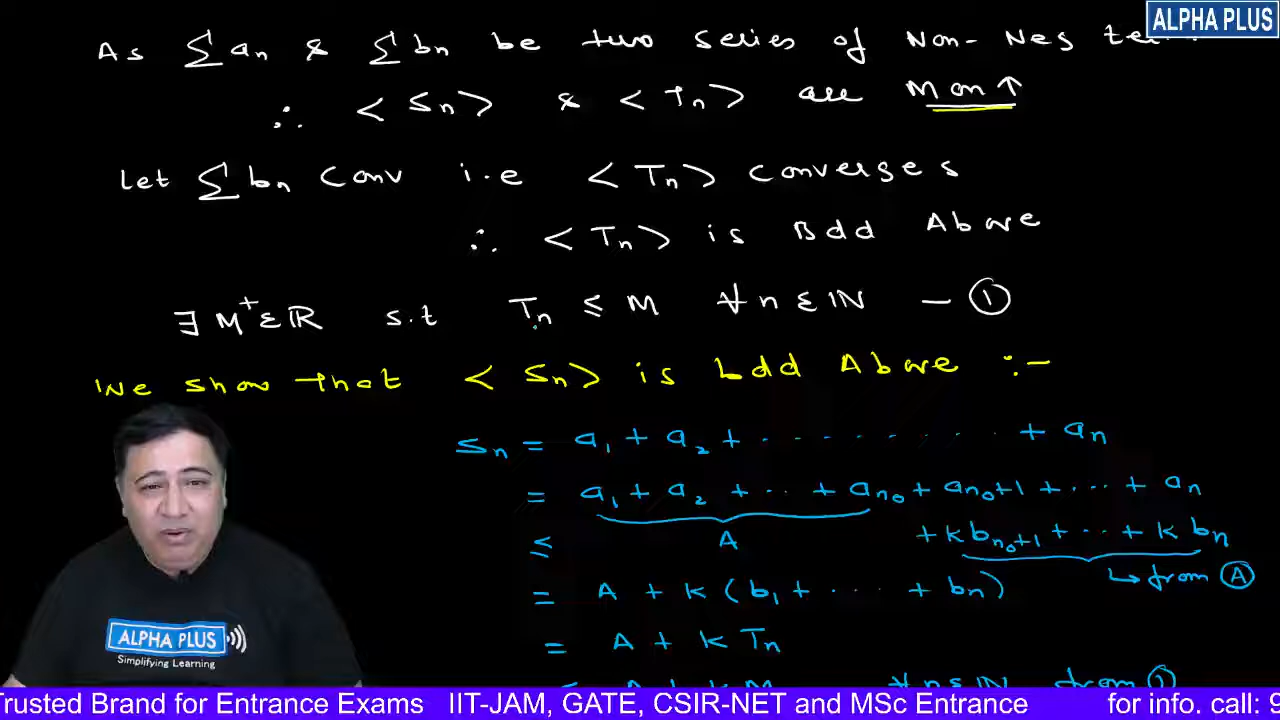 ALPHA PLUS
As ∑an & ∑bn be two series of Non-Neg
∴ <Sn> & <Tn> are Mon↑
Let ∑bn Conv i.e <Tn> converges
∴ <Tn> is Bdd Above
∃ M⁺∈ℝ s.t Tn ≤ M ∀n∈ℕ — ①
We show that <Sn> is bdd Above :-
Sn = a₁ + a₂ + ......... + an
= a₁ + a₂ + .. + an₀ + an₀+1 + ... + an
≤ A + kbn₀+1 + ... + k bn
↳ from Ⓐ
= A + k(b₁ + .... + bn)
= A + k Tn
∀n∈ℕ from ①
ALPHA PLUS
Simplifying Learning
Trusted Brand for Entrance Exams IIT-JAM, GATE, CSIR-NET and MSc Entrance for info. call: 9